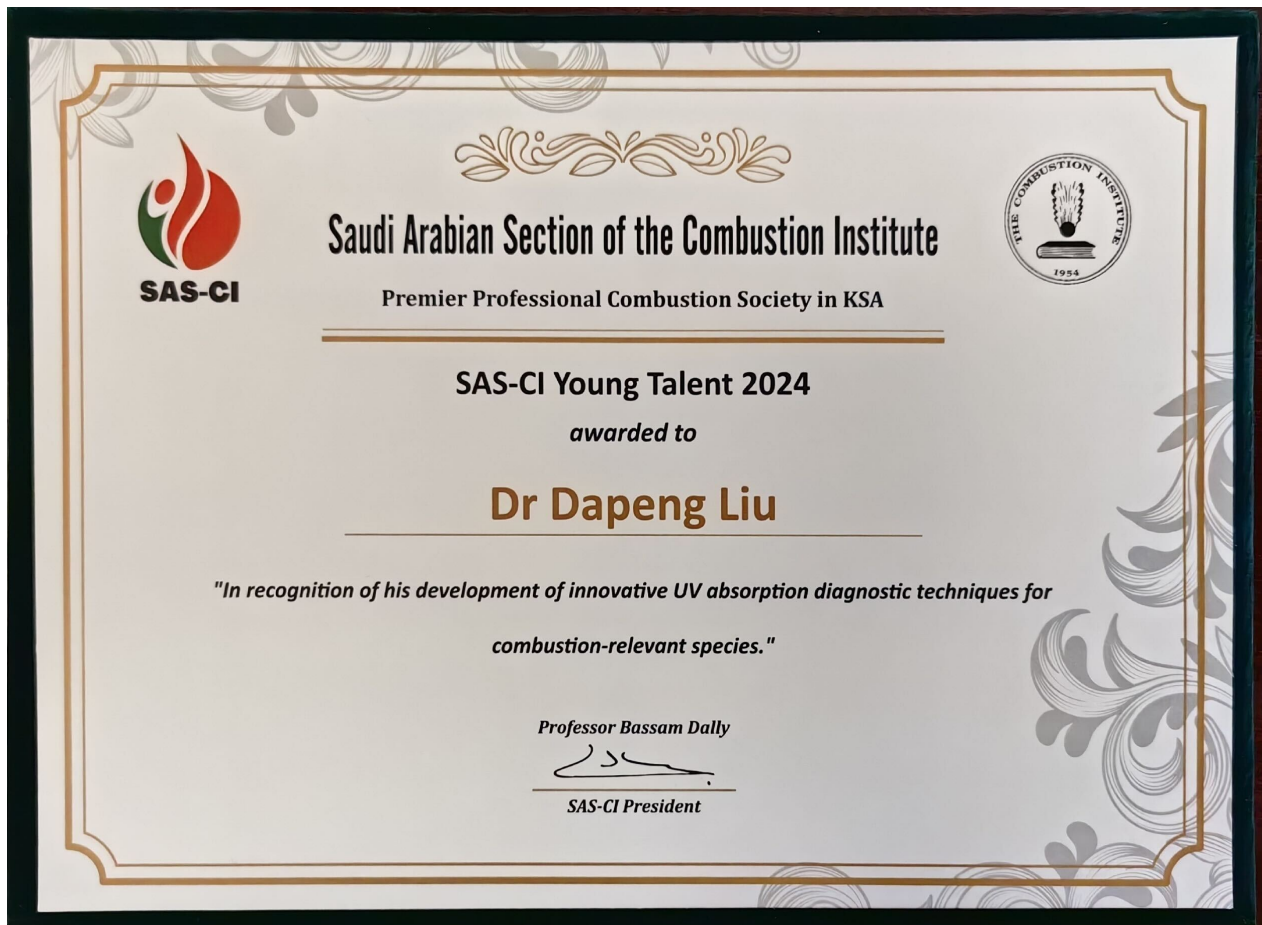 SAS-CI
Saudi Arabian Section of the Combustion Institute
THE COMBUSTION INSTITUTE
1954
Premier Professional Combustion Society in KSA
SAS-CI Young Talent 2024
awarded to
Dr Dapeng Liu
"In recognition of his development of innovative UV absorption diagnostic techniques for
combustion-relevant species."
Professor Bassam Dally
SAS-CI President